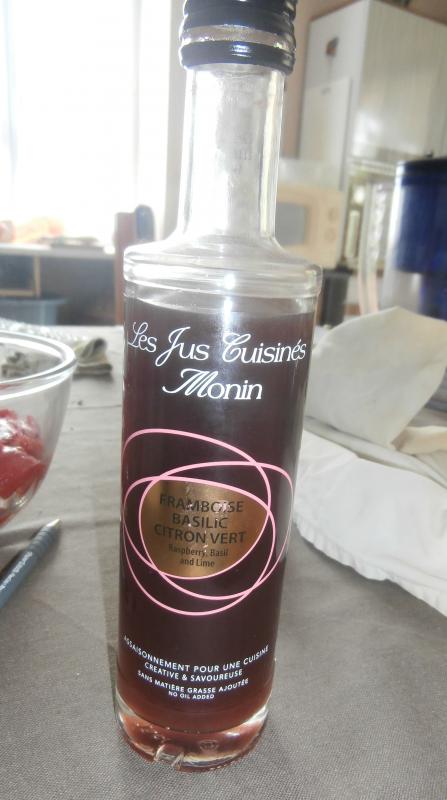 Les Jus Cuisinés
Monin
FRAMBOISE
BASILIC
CITRON VERT
Raspberry, Basil
and Lime
ASSAISONNEMENT POUR UNE CUISINE
CREATIVE & SAVOUREUSE
SANS MATIÈRE GRASSE AJOUTÉE
NO OIL ADDED